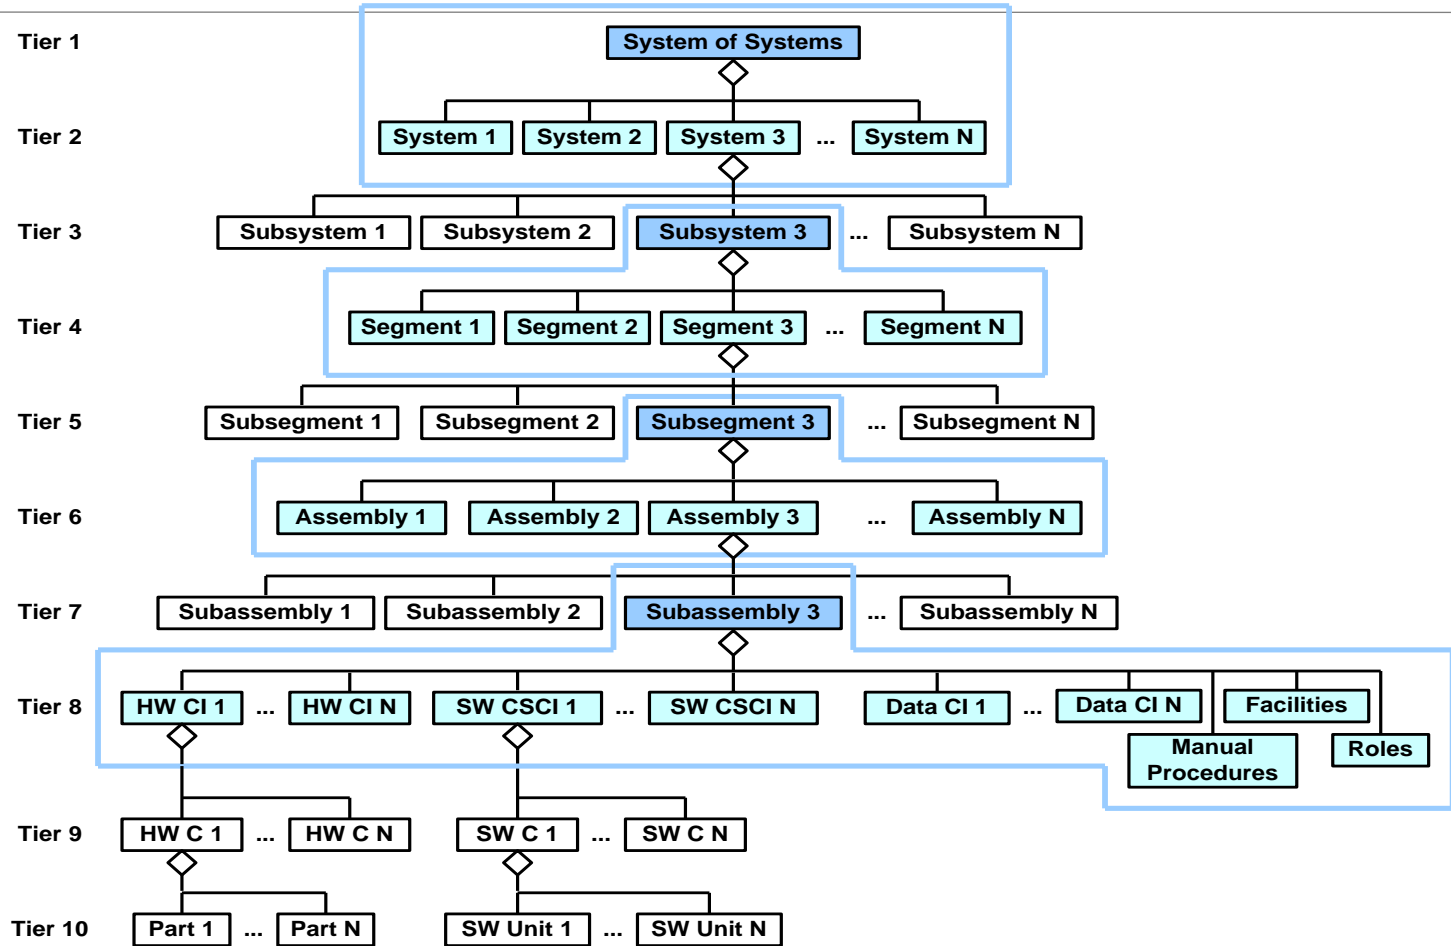 Tier 1
System of Systems
Tier 2
System 1
System 2
System 3
...
System N
Tier 3
Subsystem 1
Subsystem 2
Subsystem 3
...
Subsystem N
Tier 4
Segment 1
Segment 2
Segment 3
...
Segment N
Tier 5
Subsegment 1
Subsegment 2
Subsegment 3
...
Subsegment N
Tier 6
Assembly 1
Assembly 2
Assembly 3
...
Assembly N
Tier 7
Subassembly 1
Subassembly 2
Subassembly 3
...
Subassembly N
Tier 8
HW CI 1
...
HW CI N
SW CSCI 1
...
SW CSCI N
Data CI 1
...
Data CI N
Facilities
Manual
Procedures
Roles
Tier 9
HW C 1
...
HW C N
SW C 1
...
SW C N
Tier 10
Part 1
...
Part N
SW Unit 1
...
SW Unit N